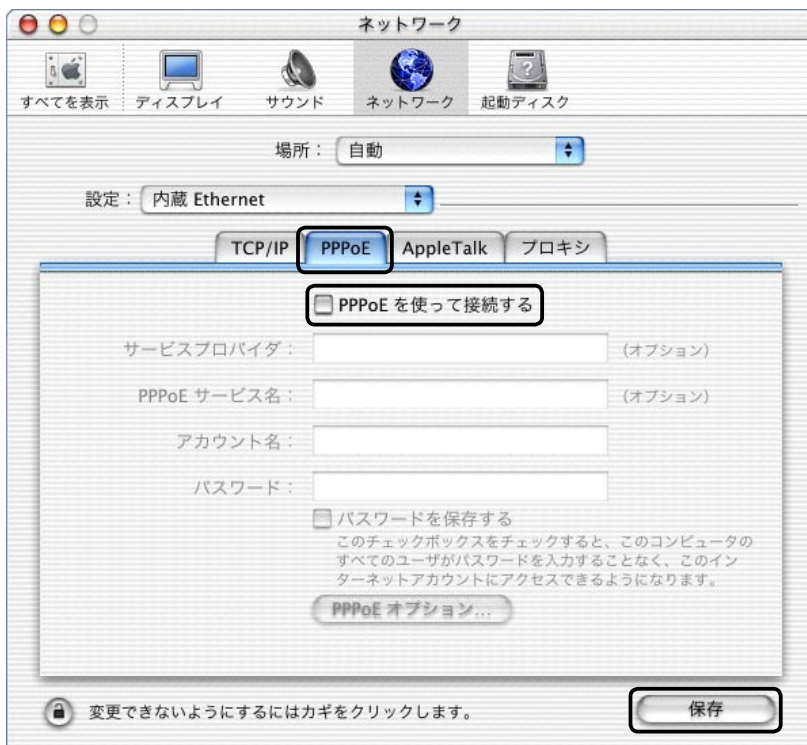 ネットワーク
すべてを表示 ディスプレイ サウンド ネットワーク 起動ディスク
場所： 自動
設定： 内蔵 Ethernet
TCP/IP PPPoE AppleTalk プロキシ
PPPoE を使って接続する
サービスプロバイダ： (オプション)
PPPoE サービス名： (オプション)
アカウント名：
パスワード：
パスワードを保存する
このチェックボックスをチェックすると、このコンピュータの
すべてのユーザがパスワードを入力することなく、このイン
ターネットアカウントにアクセスできるようになります。
PPPoE オプション...
変更できないようにするにはカギをクリックします。 保存